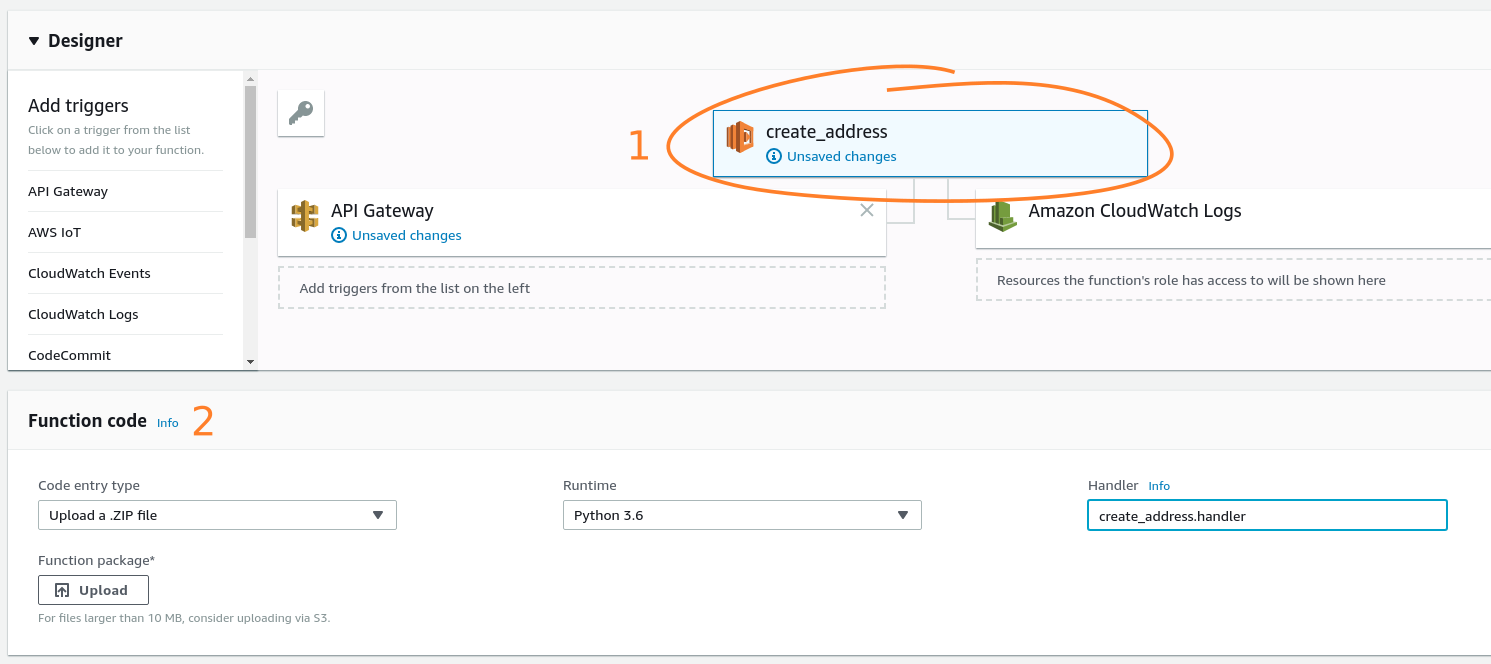 Designer
Add triggers
Click on a trigger from the list
below to add it to your function.
API Gateway
AWS IoT
CloudWatch Events
CloudWatch Logs
CodeCommit
1
create_address
Unsaved changes
API Gateway
Unsaved changes
Add triggers from the list on the left
Amazon CloudWatch Logs
Resources the function's role has access to will be shown here
Function code Info 2
Code entry type
Upload a .ZIP file
Runtime
Python 3.6
Handler Info
create_address.handler
Function package*
Upload
For files larger than 10 MB, consider uploading via S3.